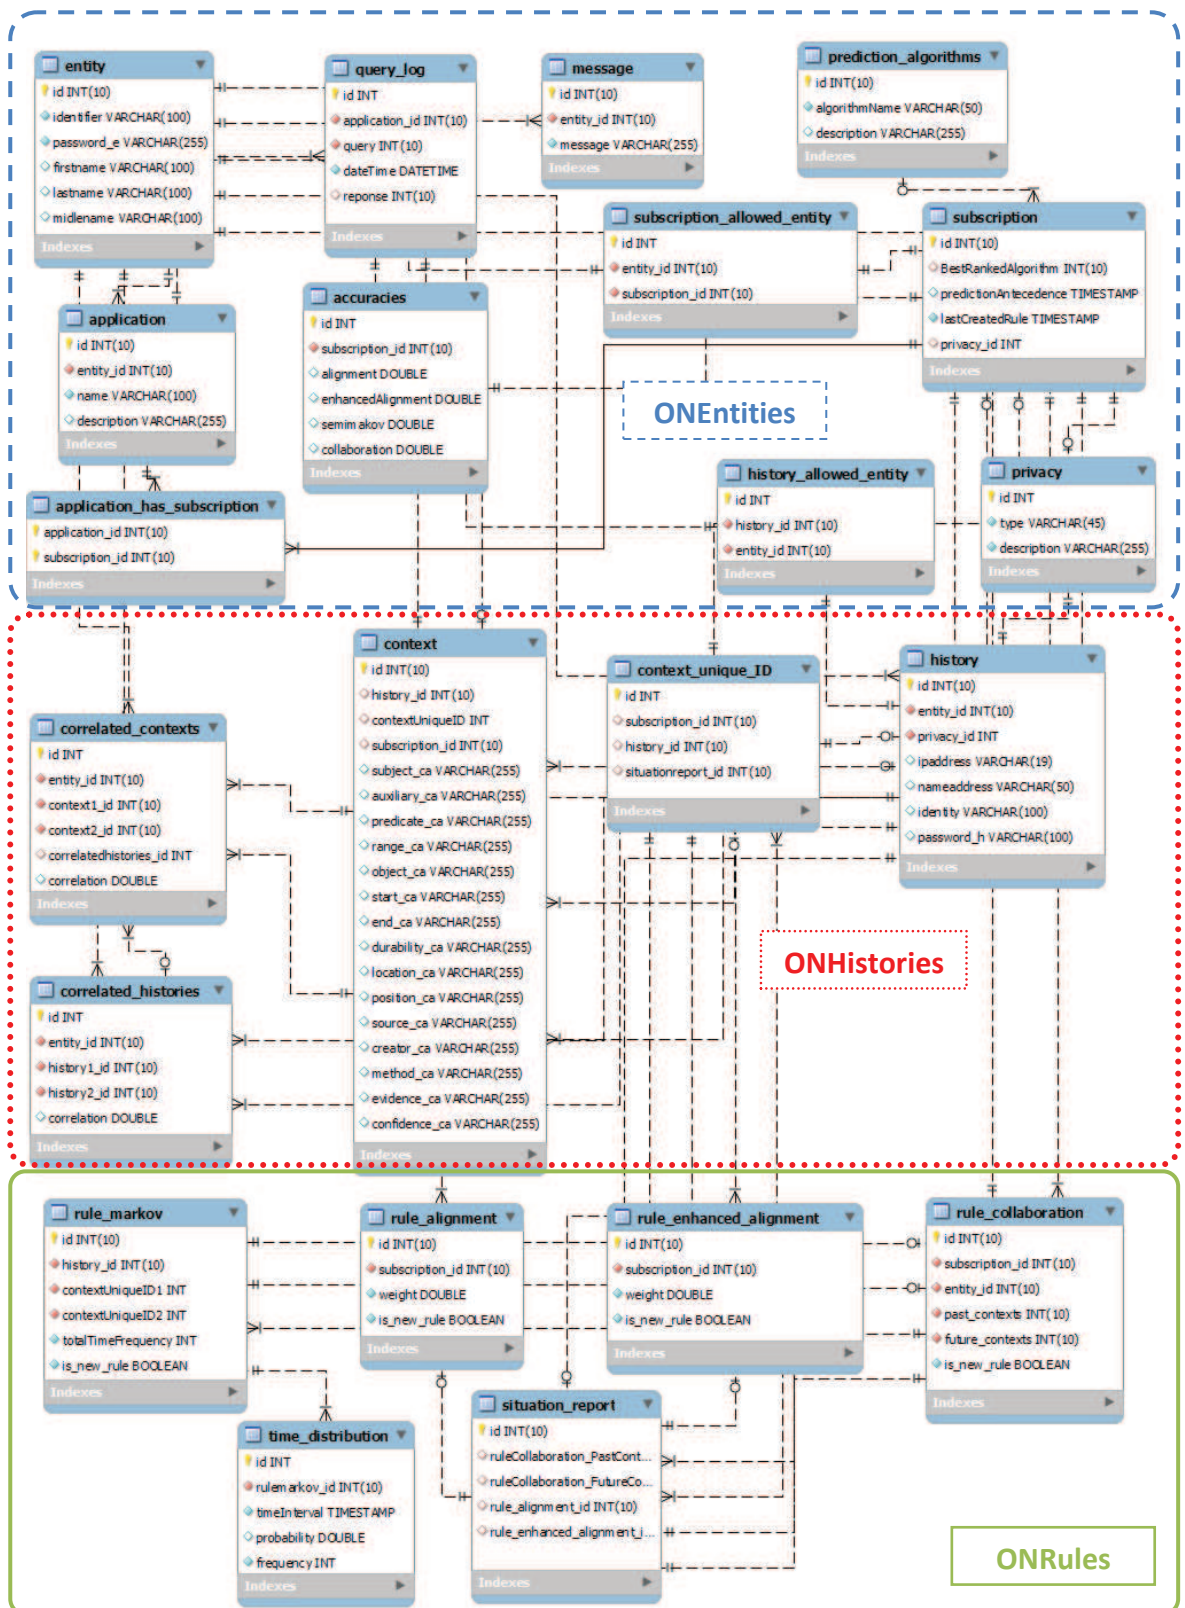 entity
id INT(10)
identifier VARCHAR(100)
password_e VARCHAR(255)
firstname VARCHAR(100)
lastname VARCHAR(100)
midlename VARCHAR(100)
Indexes
query_log
id INT
application_id INT(10)
query INT(10)
dateTime DATETIME
reponse INT(10)
Indexes
message
id INT(10)
entity_id INT(10)
message VARCHAR(255)
Indexes
prediction_algorithms
id INT(10)
algorithmName VARCHAR(50)
description VARCHAR(255)
Indexes
subscription_allowed_entity
id INT
entity_id INT(10)
subscription_id INT(10)
Indexes
subscription
id INT(10)
BestRankedAlgorithm INT(10)
predictionAntecedence TIMESTAMP
lastCreatedRule TIMESTAMP
privacy_id INT
Indexes
application
id INT(10)
entity_id INT(10)
name VARCHAR(100)
description VARCHAR(255)
Indexes
accuracies
id INT
subscription_id INT(10)
alignment DOUBLE
enhancedAlignment DOUBLE
semimakov DOUBLE
collaboration DOUBLE
Indexes
ONEntities
application_has_subscription
application_id INT(10)
subscription_id INT(10)
Indexes
history_allowed_entity
id INT
history_id INT(10)
entity_id INT(10)
Indexes
privacy
id INT
type VARCHAR(45)
description VARCHAR(255)
Indexes
correlated_contexts
id INT
entity_id INT(10)
context1_id INT(10)
context2_id INT(10)
correlatedhistories_id INT
correlation DOUBLE
Indexes
context
id INT(10)
history_id INT(10)
contextUniqueID INT
subscription_id INT(10)
subject_ca VARCHAR(255)
auxiliary_ca VARCHAR(255)
predicate_ca VARCHAR(255)
range_ca VARCHAR(255)
object_ca VARCHAR(255)
start_ca VARCHAR(255)
end_ca VARCHAR(255)
durability_ca VARCHAR(255)
location_ca VARCHAR(255)
position_ca VARCHAR(255)
source_ca VARCHAR(255)
creator_ca VARCHAR(255)
method_ca VARCHAR(255)
evidence_ca VARCHAR(255)
confidence_ca VARCHAR(255)
Indexes
context_unique_ID
id INT
subscription_id INT(10)
history_id INT(10)
situationreport_id INT(10)
Indexes
history
id INT(10)
entity_id INT(10)
privacy_id INT
ipaddress VARCHAR(19)
nameaddress VARCHAR(50)
identity VARCHAR(100)
password_h VARCHAR(100)
Indexes
ONHistories
correlated_histories
id INT
entity_id INT(10)
history1_id INT(10)
history2_id INT(10)
correlation DOUBLE
Indexes
rule_markov
id INT(10)
history_id INT(10)
contextUniqueID1 INT
contextUniqueID2 INT
totalTimeFrequency INT
is_new_rule BOOLEAN
Indexes
rule_alignment
id INT(10)
subscription_id INT(10)
weight DOUBLE
is_new_rule BOOLEAN
Indexes
rule_enhanced_alignment
id INT(10)
subscription_id INT(10)
weight DOUBLE
is_new_rule BOOLEAN
Indexes
rule_collaboration
id INT(10)
subscription_id INT(10)
entity_id INT(10)
past_contexts INT(10)
future_contexts INT(10)
is_new_rule BOOLEAN
Indexes
time_distribution
id INT
rulemarkov_id INT(10)
timeInterval TIMESTAMP
probability DOUBLE
frequency INT
Indexes
situation_report
id INT(10)
ruleCollaboration_PastCont...
ruleCollaboration_FutureCo...
rule_alignment_id INT(10)
rule_enhanced_alignment_i...
Indexes
ONRules